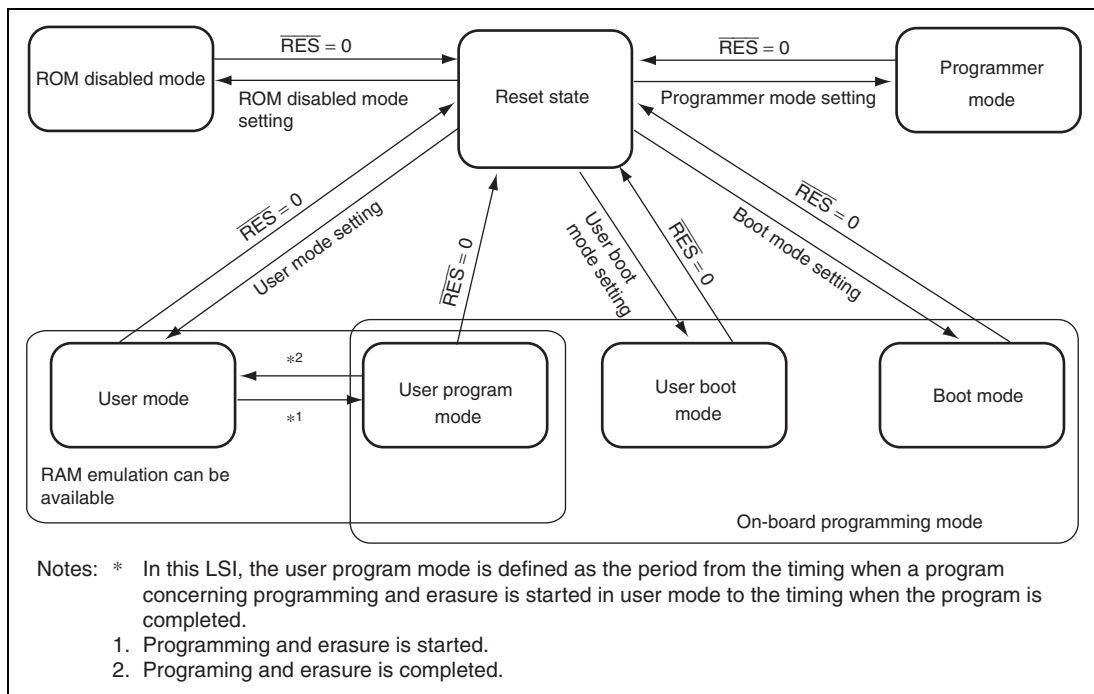 ROM disabled mode
RES = 0
ROM disabled mode
setting
Reset state
RES = 0
Programmer mode setting
Programmer
mode
RES = 0
User mode setting
RES = 0
User boot
mode setting
RES = 0
RES = 0
Boot mode setting
User mode
*2
*1
User program
mode
User boot
mode
Boot mode
RAM emulation can be
available
On-board programming mode
Notes: * In this LSI, the user program mode is defined as the period from the timing when a program
concerning programming and erasure is started in user mode to the timing when the program is
completed.
1. Programming and erasure is started.
2. Programing and erasure is completed.